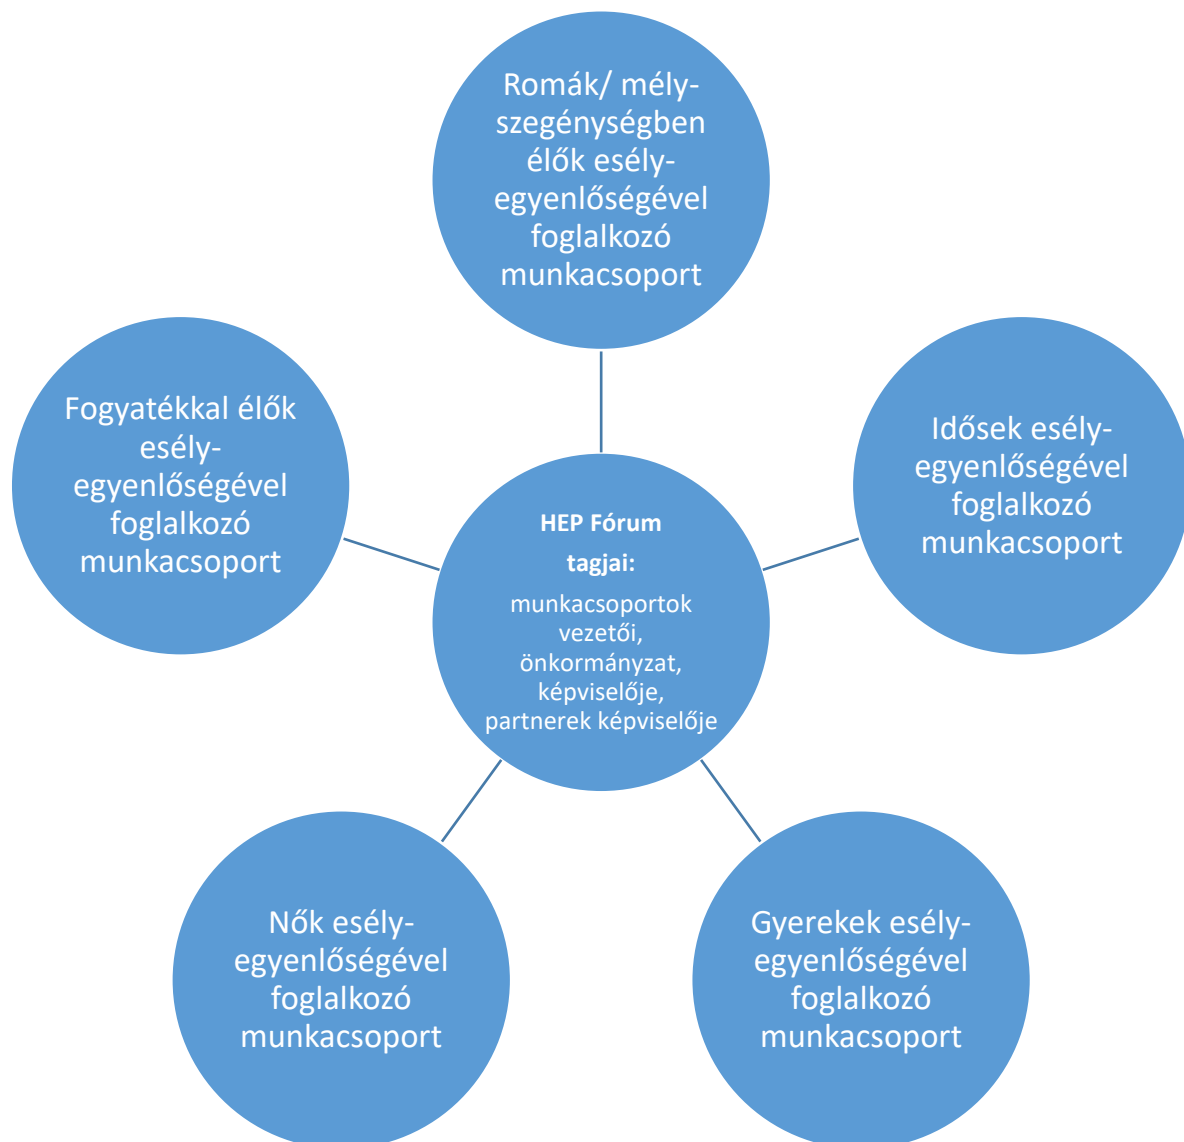 Romák/ mély-
szegénységben
élők esély-
egyenlőségével
foglalkozó
munkacsoport
Fogyatékkal élők
esély-
egyenlőségével
foglalkozó
munkacsoport
Idősek esély-
egyenlőségével
foglalkozó
munkacsoport
HEP Fórum
tagjai:
munkacsoportok
vezetői,
önkormányzat,
képviselője,
partnerek képviselője
Nők esély-
egyenlőségével
foglalkozó
munkacsoport
Gyerekek esély-
egyenlőségével
foglalkozó
munkacsoport